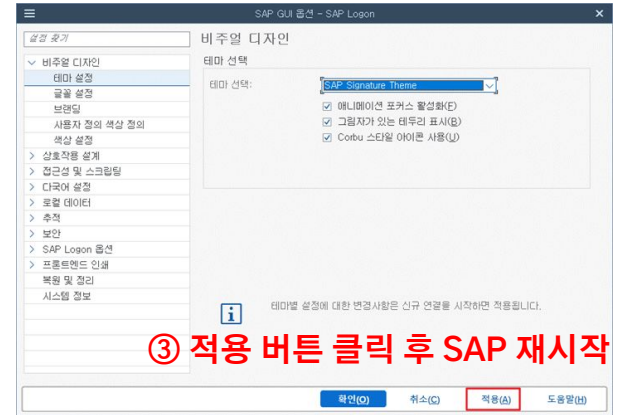 SAP GUI 옵션 - SAP Logon
설정 찾기
비주얼 디자인
테마 설정
글꼴 설정
브랜딩
사용자 정의 색상 정의
색상 설정
상호작용 설계
접근성 및 스크립팅
다국어 설정
로컬 데이터
추적
보안
SAP Logon 옵션
프론트엔드 인쇄
복원 및 정리
시스템 정보
비주얼 디자인
테마 선택
테마 선택:
SAP Signature Theme
애니메이션 포커스 활성화(F)
그림자가 있는 테두리 표시(B)
Corbu 스타일 아이콘 사용(U)
테마별 설정에 대한 변경사항은 신규 연결를 시작하면 적용됩니다.
③ 적용 버튼 클릭 후 SAP 재시작
확인(O) 취소(C) 적용(A) 도움말(H)